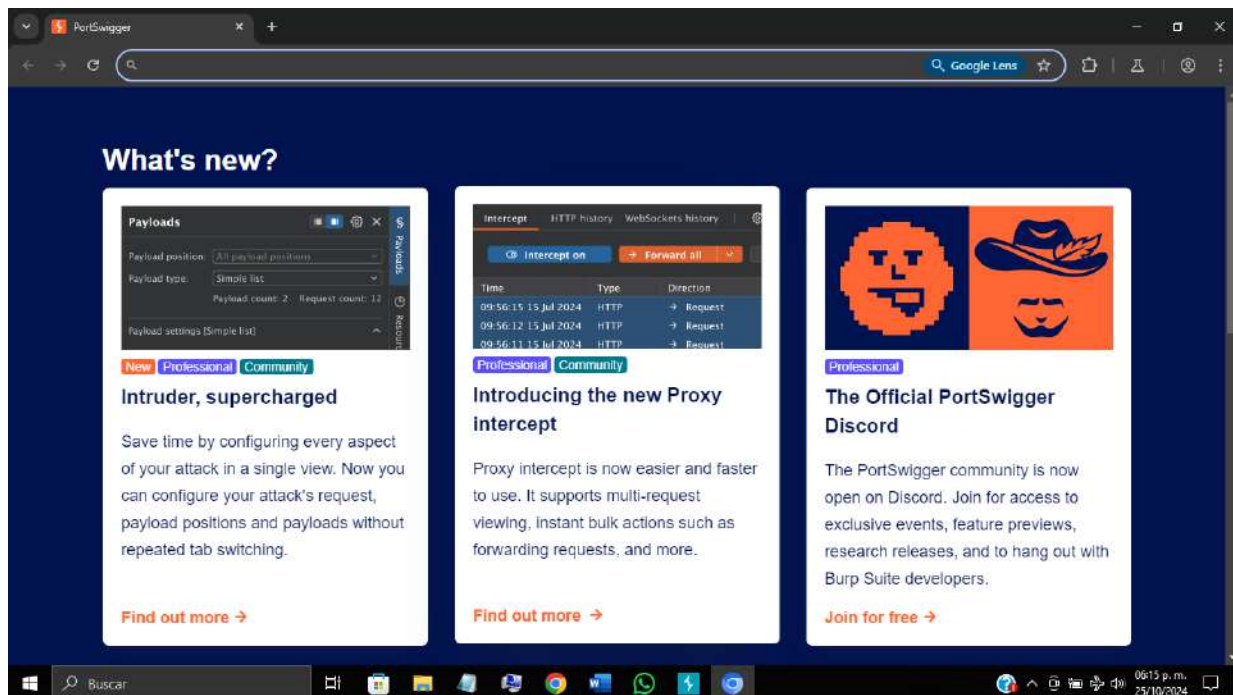 PortSwigger
Google Lens
What's new?
Payloads
Payload position: All payload positions
Payload type: Simple list
Payload count: 2 Request count: 12
Payload settings [Simple list]
Payloads
Resourc
New Professional Community
Intruder, supercharged
Save time by configuring every aspect
of your attack in a single view. Now you
can configure your attack's request,
payload positions and payloads without
repeated tab switching.
Find out more →
Intercept HTTP history WebSockets history
Intercept on → Forward all
Time Type Direction
09:56:15 15 Jul 2024 HTTP → Request
09:56:12 15 Jul 2024 HTTP → Request
09:56:11 15 Jul 2024 HTTP → Request
Professional Community
Introducing the new Proxy
intercept
Proxy intercept is now easier and faster
to use. It supports multi-request
viewing, instant bulk actions such as
forwarding requests, and more.
Find out more →
Professional
The Official PortSwigger
Discord
The PortSwigger community is now
open on Discord. Join for access to
exclusive events, feature previews,
research releases, and to hang out with
Burp Suite developers.
Join for free →
Buscar
06:15 p. m.
25/10/2024